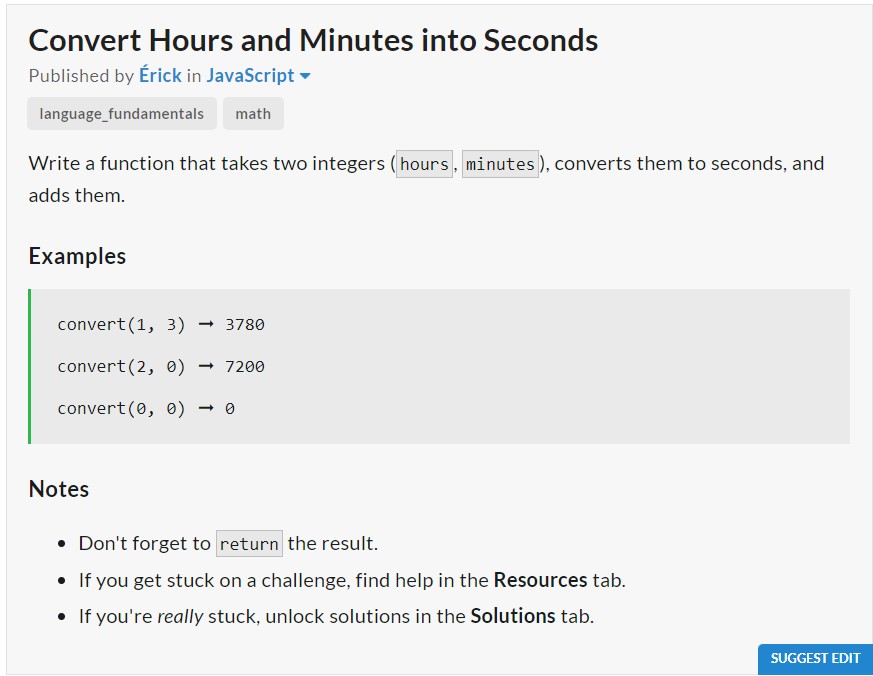 Convert Hours and Minutes into Seconds
Published by Érick in JavaScript
language_fundamentals math
Write a function that takes two integers (hours, minutes), converts them to seconds, and
adds them.
Examples
convert(1, 3) ➞ 3780
convert(2, 0) ➞ 7200
convert(0, 0) ➞ 0
Notes
• Don't forget to return the result.
• If you get stuck on a challenge, find help in the Resources tab.
• If you're really stuck, unlock solutions in the Solutions tab.
SUGGEST EDIT